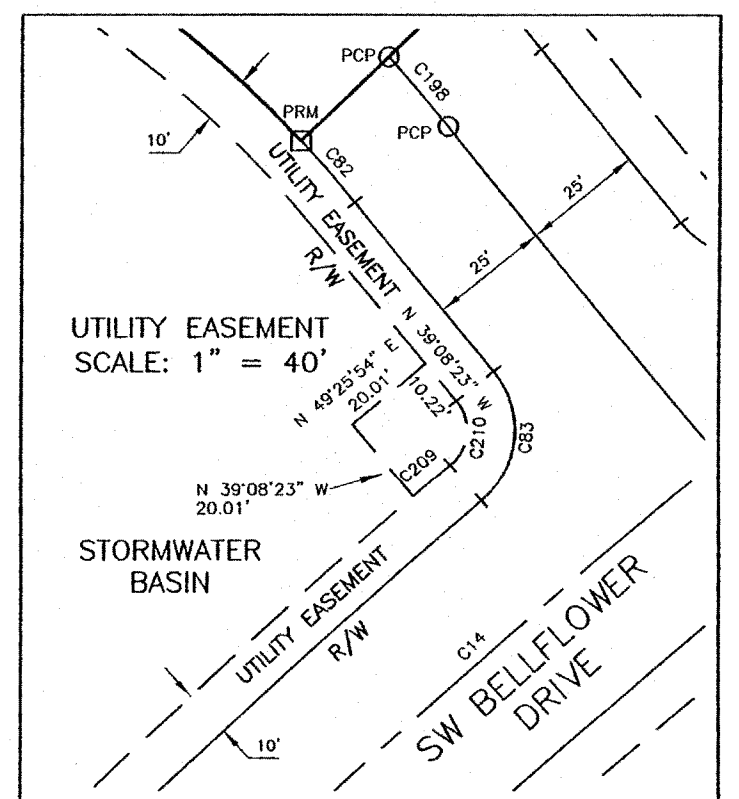 PCP
C198
PRM
PCP
10'
C82
25'
UTILITY EASEMENT
R/W
25'
UTILITY EASEMENT
SCALE: 1" = 40'
N 39°08'23" W
10.22'
N 49°25'54" E
20.01'
C210
C83
C209
N 39°08'23" W
20.01'
STORMWATER
BASIN
UTILITY EASEMENT
R/W
C14
SW BELLFLOWER
DRIVE
10'